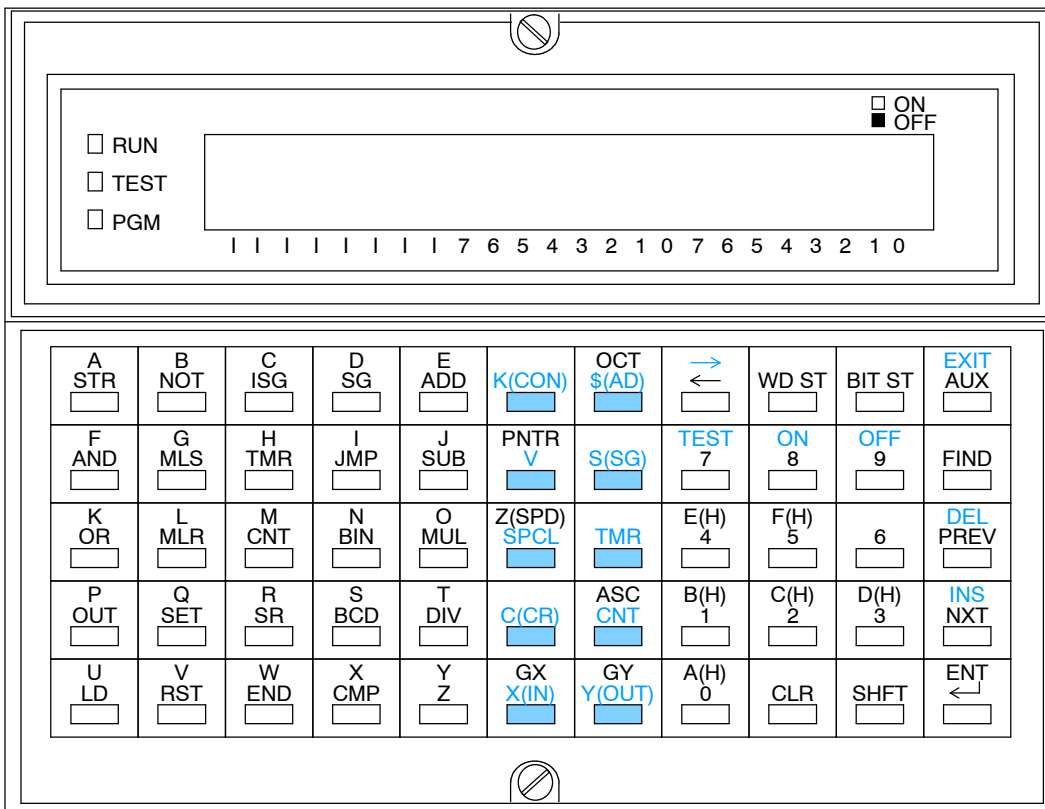 ON
OFF
RUN
TEST
PGM
I I I I I I I I 7 6 5 4 3 2 1 0 7 6 5 4 3 2 1 0
A B C D E OCT → EXIT
STR NOT ISG SG ADD K(CON) $(AD) ← WD ST BIT ST AUX
F G H I J PNTR TEST ON OFF
AND MLS TMR JMP SUB V S(SG) 7 8 9 FIND
K L M N O Z(SPD) E(H) F(H) DEL
OR MLR CNT BIN MUL SPCL TMR 4 5 6 PREV
P Q R S T ASC B(H) C(H) D(H) INS
OUT SET SR BCD DIV C(CR) CNT 1 2 3 NXT
U V W X Y GX GY A(H) ENT
LD RST END CMP Z X(IN) Y(OUT) 0 CLR SHFT ↵